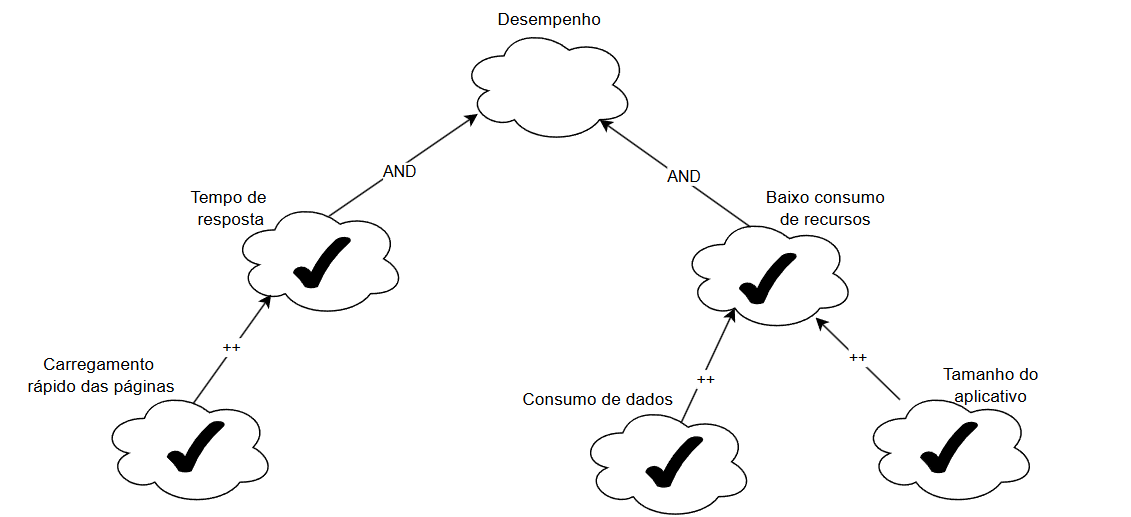 Desempenho
AND
AND
Tempo de
resposta
Baixo consumo
de recursos
++
++
++
Carregamento
rápido das páginas
Consumo de dados
Tamanho do
aplicativo